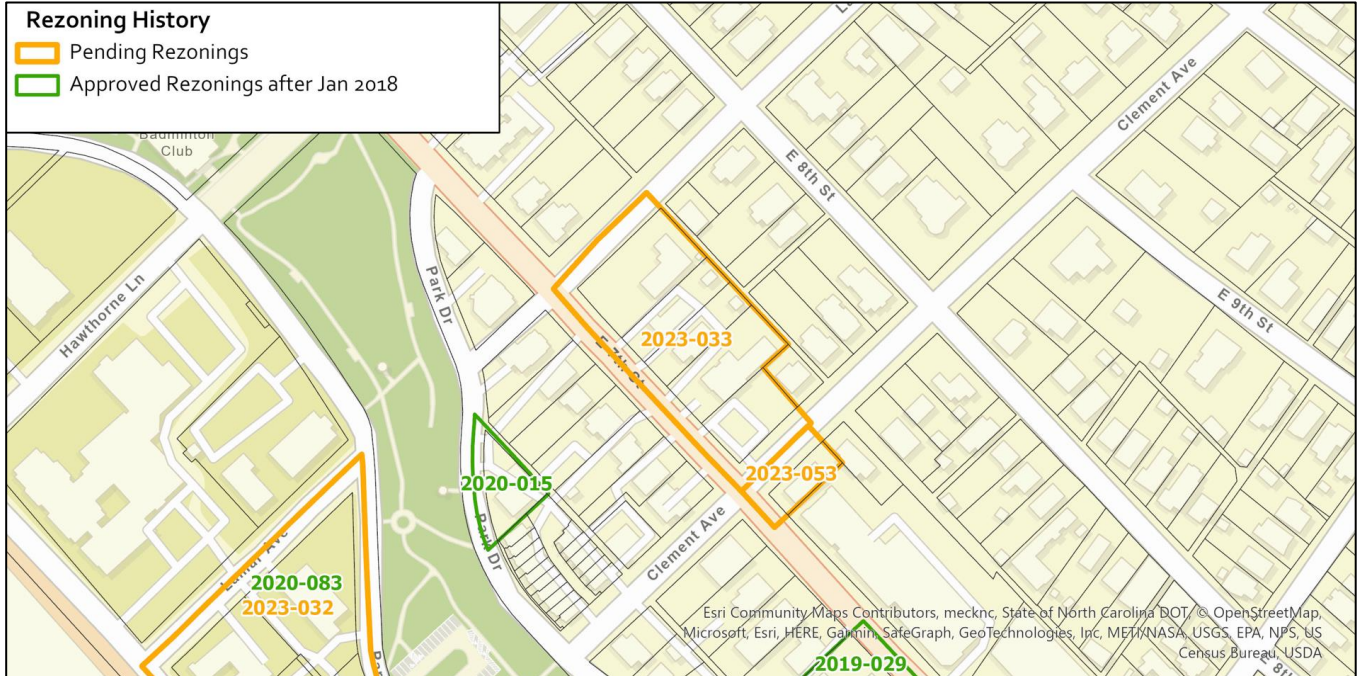 Rezoning History
Pending Rezonings
Approved Rezonings after Jan 2018
Badminton
Club
Clement Ave
E 8th St
Hawthorne Ln
Park Dr
E 9th St
2023-033
E 7th St
2023-053
2020-015
Park Dr
Clement Ave
2020-083
2023-032
Esri Community Maps Contributors, mecknc, State of North Carolina DOT, © OpenStreetMap,
Microsoft, Esri, HERE, Garmin, SafeGraph, GeoTechnologies, Inc, METI/NASA, USGS, EPA, NPS, US
Census Bureau, USDA
2019-029
E 8th